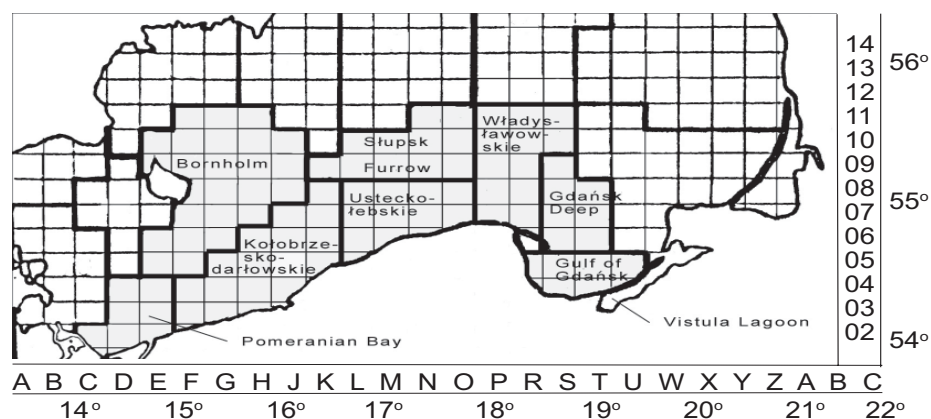 14
56°
13
12
11
Władys-
ławow-
skie
10
Słupsk
09
Bornholm
Furrow
08
Ustecko-
łebskie
Gdańsk
Deep
55°
07
06
Kołobrze-
sko-
darłowskie
05
Gulf of
Gdańsk
04
03
02
Vistula Lagoon
Pomeranian Bay
54°
A B C D E F G H J K L M N O P R S T U W X Y Z A B C
14° 15° 16° 17° 18° 19° 20° 21° 22°